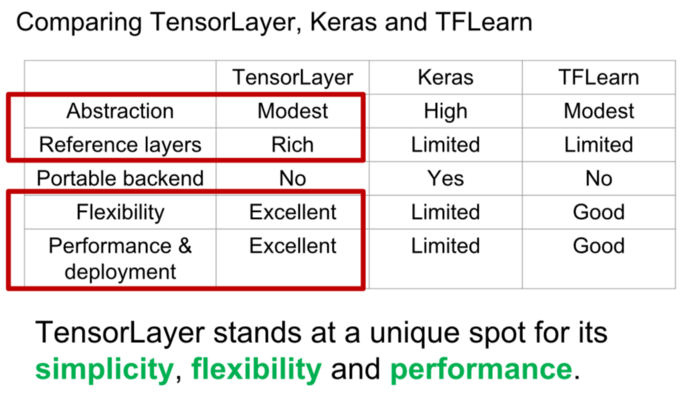 Comparing TensorLayer, Keras and TFLearn
TensorLayer Keras TFLearn
Abstraction Modest High Modest
Reference layers Rich Limited Limited
Portable backend No Yes No
Flexibility Excellent Limited Good
Performance & deployment Excellent Limited Good
TensorLayer stands at a unique spot for its
simplicity, flexibility and performance.